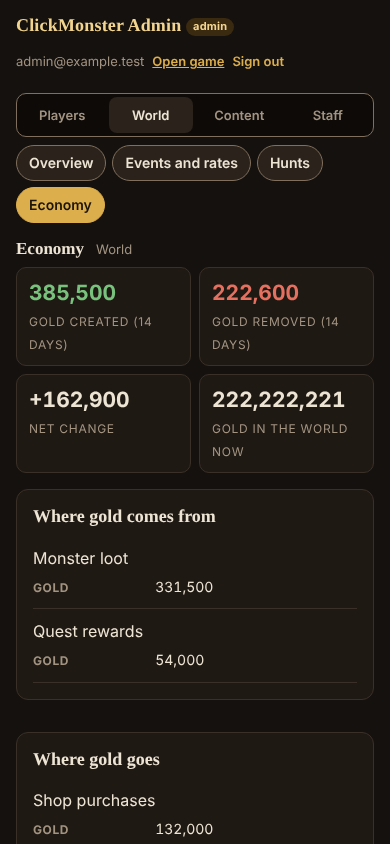 ClickMonster Admin admin
admin@example.test Open game Sign out
Players World Content Staff
Overview Events and rates Hunts
Economy
Economy World
385,500
GOLD CREATED (14 DAYS)
222,600
GOLD REMOVED (14 DAYS)
+162,900
NET CHANGE
222,222,221
GOLD IN THE WORLD NOW
Where gold comes from
Monster loot
GOLD 331,500
Quest rewards
GOLD 54,000
Where gold goes
Shop purchases
GOLD 132,000